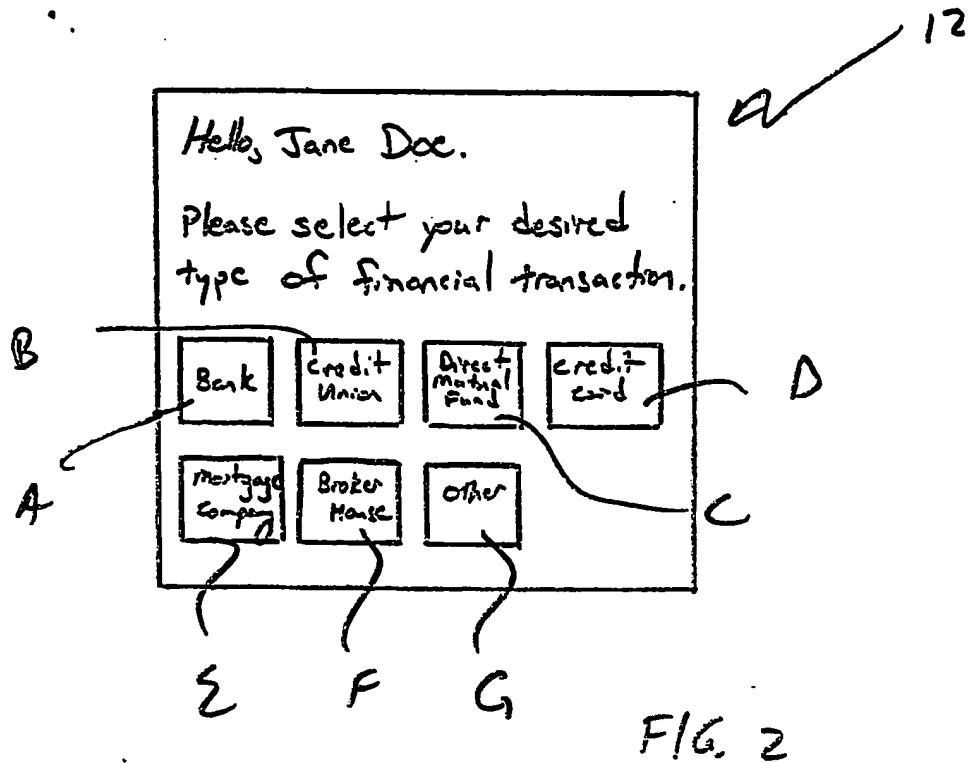 12
Hello, Jane Doe.
Please select your desired
type of financial transaction.
B
Bank
Credit
Union
Direct
Mutual
Fund
credit
card
D
A
Mortgage
Company
Broker
House
Other
C
E
F
G
FIG. 2